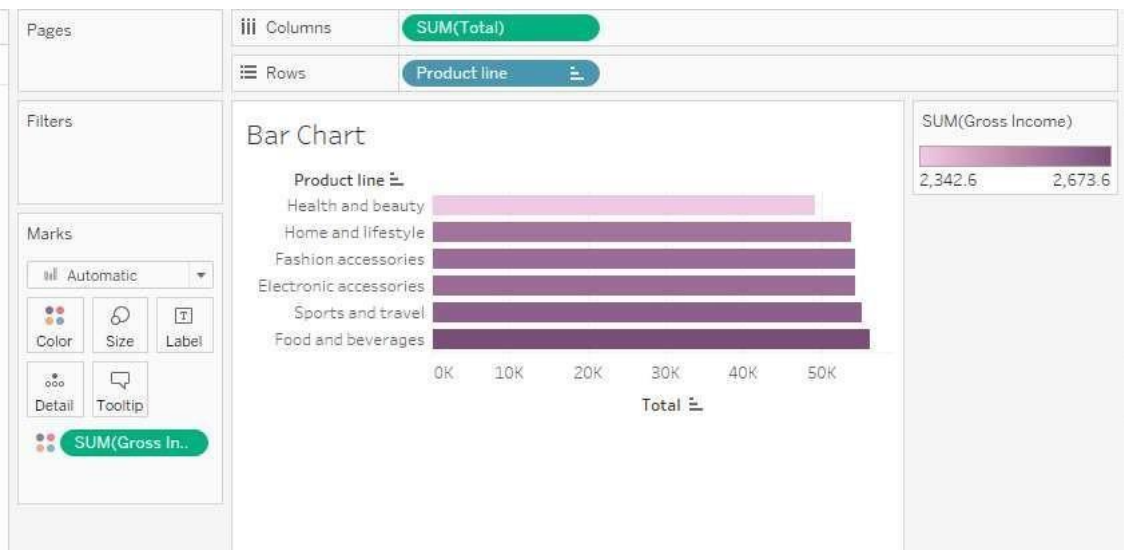 Pages
Columns
SUM(Total)
Rows
Product line
Filters
Bar Chart
SUM(Gross Income)
2,342.6 2,673.6
Product line
Health and beauty
Home and lifestyle
Fashion accessories
Electronic accessories
Sports and travel
Food and beverages
0K 10K 20K 30K 40K 50K
Total
Marks
Automatic
Color Size Label
T
Detail Tooltip
SUM(Gross In..